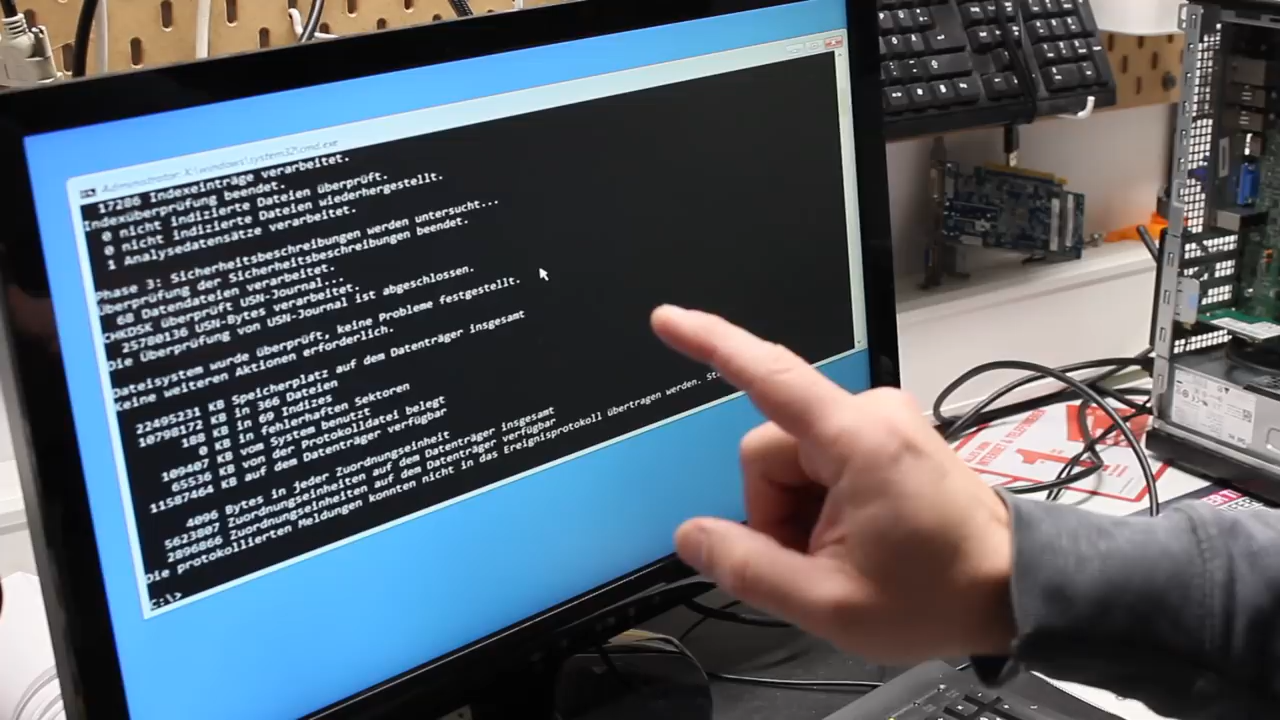 Administrator: X:\windows\system32\cmd.exe
17286 Indexeinträge verarbeitet.
Indexüberprüfung beendet.
0 nicht indizierte Dateien überprüft.
0 nicht indizierte Dateien wiederhergestellt.
1 Analysedatensätze verarbeitet.
Phase 3: Sicherheitsbeschreibungen werden untersucht...
Überprüfung der Sicherheitsbeschreibungen beendet.
68 Datendateien verarbeitet.
CHKDSK überprüft USN-Journal...
25780136 USN-Bytes verarbeitet.
Die Überprüfung von USN-Journal ist abgeschlossen.
Dateisystem wurde überprüft, keine Probleme festgestellt.
Keine weiteren Aktionen erforderlich.
22495231 KB Speicherplatz auf dem Datenträger insgesamt
10798172 KB in 366 Dateien
188 KB in 69 Indizes
0 KB in fehlerhaften Sektoren
109407 KB vom System benutzt
65536 KB von der Protokolldatei belegt
11587464 KB auf dem Datenträger verfügbar
4096 Bytes in jeder Zuordnungseinheit
5623807 Zuordnungseinheiten auf dem Datenträger insgesamt
2896866 Zuordnungseinheiten auf dem Datenträger verfügbar
Die protokollierten Meldungen konnten nicht in das Ereignisprotokoll übertragen werden. St
C:\>
INTERNET & TELEFONIEREN
1